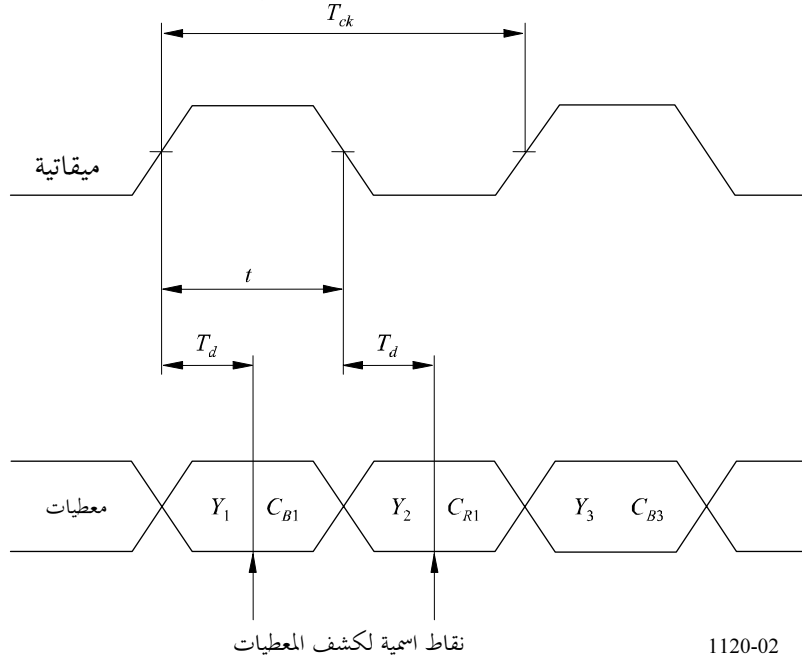 T_ck
ميقاتية
t
T_d T_d
معطيات Y_1 C_B1 Y_2 C_R1 Y_3 C_B3
نقاط اسمية لكشف المعطيات
1120-02